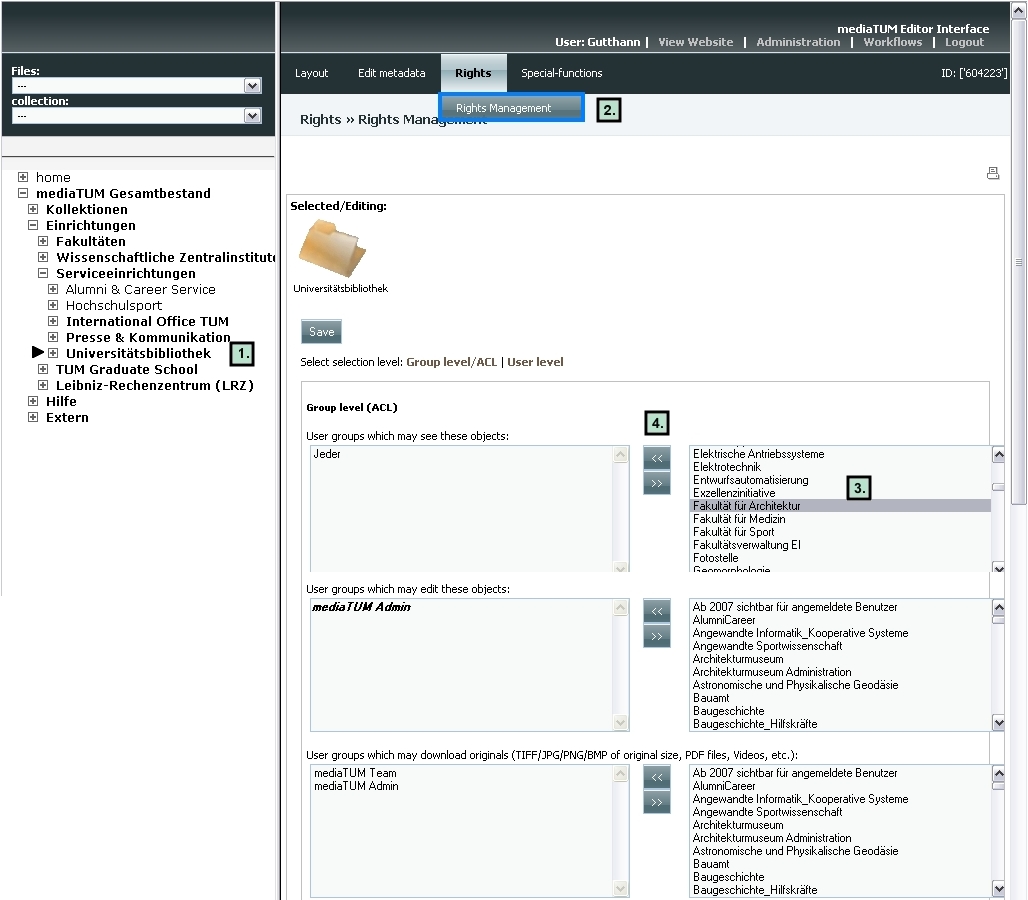 mediaTUM Editor Interface
User: Gutthann | View Website | Administration | Workflows | Logout
Files:
---
collection:
---
home
mediaTUM Gesamtbestand
Kollektionen
Einrichtungen
Fakultäten
Wissenschaftliche Zentralinstitute
Serviceeinrichtungen
Alumni & Career Service
Hochschulsport
International Office TUM
Presse & Kommunikation
Universitätsbibliothek 1.
TUM Graduate School
Leibniz-Rechenzentrum (LRZ)
Hilfe
Extern
Layout Edit metadata Rights Special-functions ID: ['604223']
Rights Management 2.
Rights » Rights Management
Selected/Editing:
Universitätsbibliothek
Save
Select selection level: Group level/ACL | User level
Group level (ACL)
4.
User groups which may see these objects:
Jeder
<<
>>
Elektrische Antriebssysteme
Elektrotechnik
Entwurfsautomatisierung
Exzellenzinitiative
3.
Fakultät für Architektur
Fakultät für Medizin
Fakultät für Sport
Fakultätsverwaltung EI
Fotostelle
Geomorphologie
User groups which may edit these objects:
mediaTUM Admin
<<
>>
Ab 2007 sichtbar für angemeldete Benutzer
AlumniCareer
Angewandte Informatik_Kooperative Systeme
Angewandte Sportwissenschaft
Architekturmuseum
Architekturmuseum Administration
Astronomische und Physikalische Geodäsie
Bauamt
Baugeschichte
Baugeschichte_Hilfskräfte
User groups which may download originals (TIFF/JPG/PNG/BMP of original size, PDF files, Videos, etc.):
mediaTUM Team
mediaTUM Admin
<<
>>
Ab 2007 sichtbar für angemeldete Benutzer
AlumniCareer
Angewandte Informatik_Kooperative Systeme
Angewandte Sportwissenschaft
Architekturmuseum
Architekturmuseum Administration
Astronomische und Physikalische Geodäsie
Bauamt
Baugeschichte
Baugeschichte_Hilfskräfte